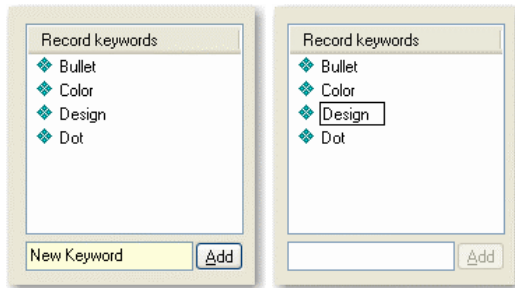 Record keywords
Bullet
Color
Design
Dot
New Keyword
Add
Record keywords
Bullet
Color
Design
Dot
Add